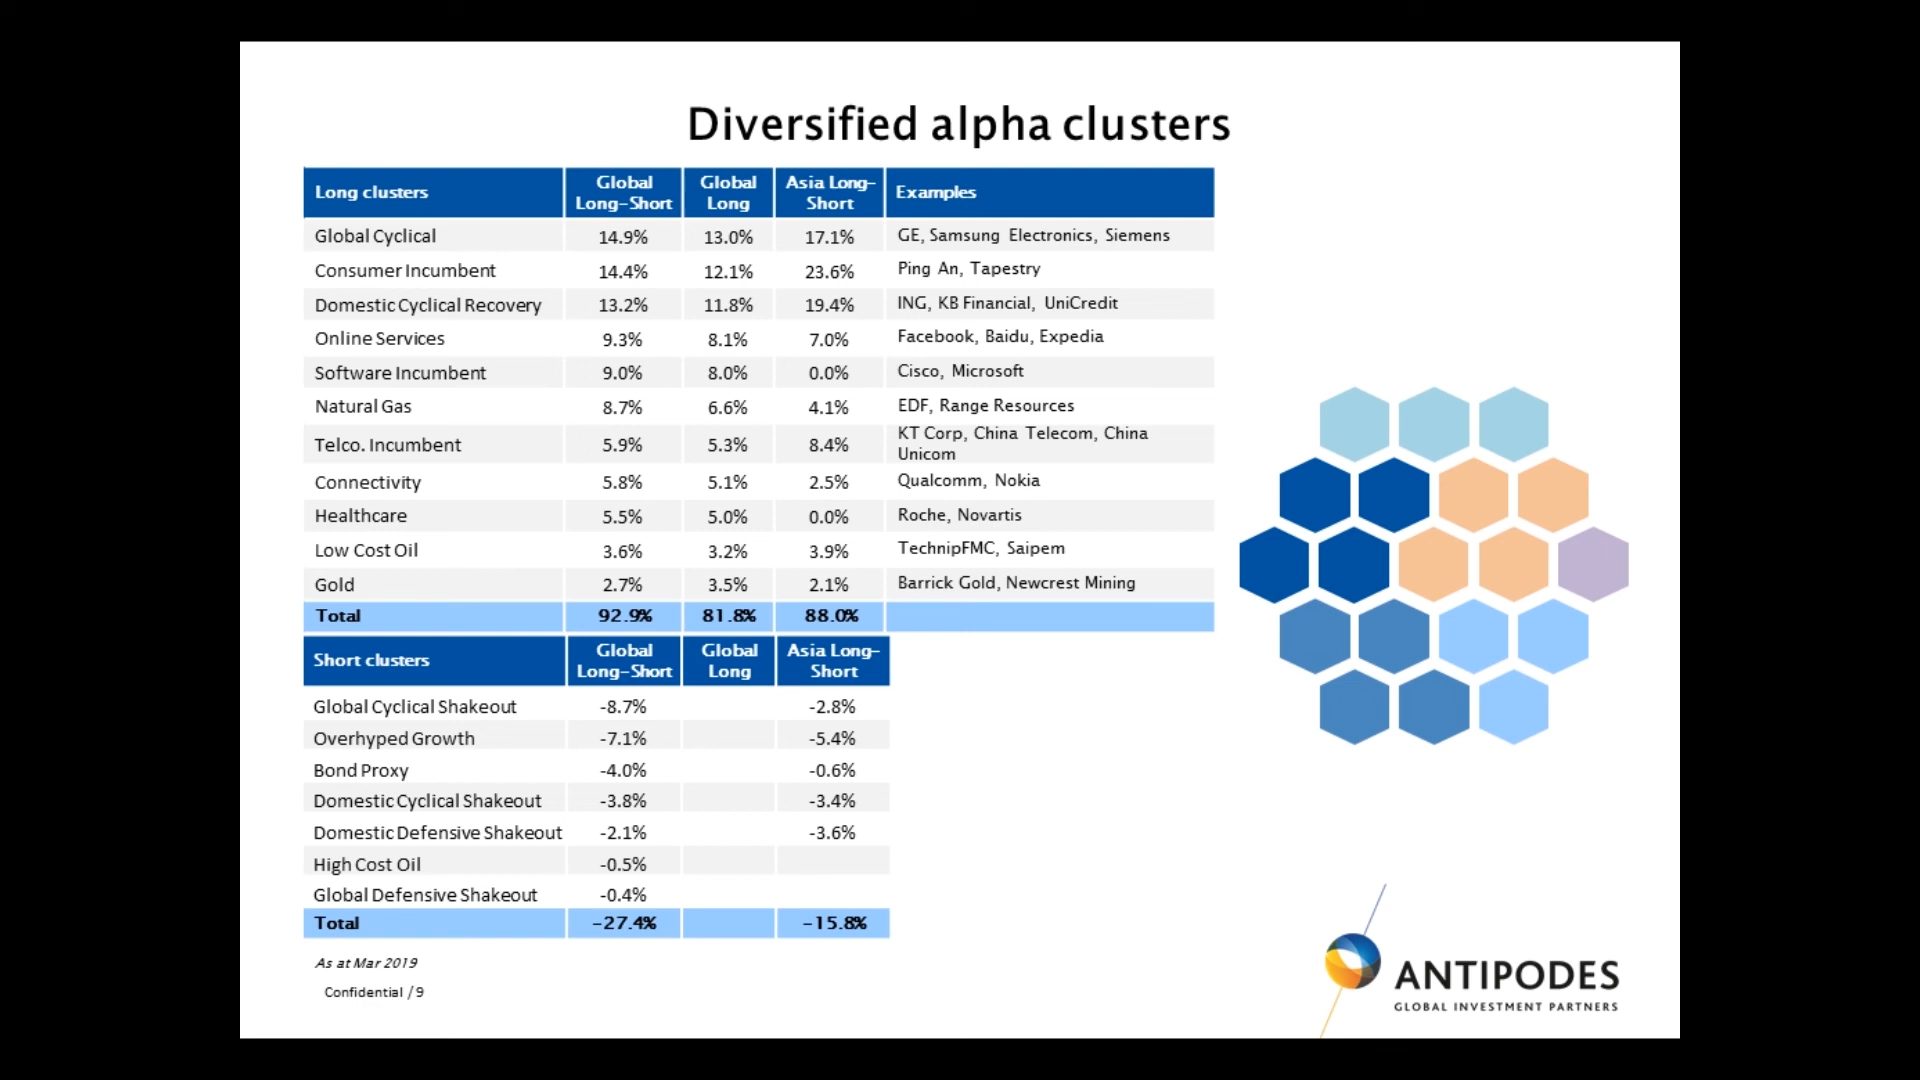 Diversified alpha clusters
Long clusters Global Long-Short Global Long Asia Long-Short Examples
Global Cyclical 14.9% 13.0% 17.1% GE, Samsung Electronics, Siemens
Consumer Incumbent 14.4% 12.1% 23.6% Ping An, Tapestry
Domestic Cyclical Recovery 13.2% 11.8% 19.4% ING, KB Financial, UniCredit
Online Services 9.3% 8.1% 7.0% Facebook, Baidu, Expedia
Software Incumbent 9.0% 8.0% 0.0% Cisco, Microsoft
Natural Gas 8.7% 6.6% 4.1% EDF, Range Resources
Telco. Incumbent 5.9% 5.3% 8.4% KT Corp, China Telecom, China Unicom
Connectivity 5.8% 5.1% 2.5% Qualcomm, Nokia
Healthcare 5.5% 5.0% 0.0% Roche, Novartis
Low Cost Oil 3.6% 3.2% 3.9% TechnipFMC, Saipem
Gold 2.7% 3.5% 2.1% Barrick Gold, Newcrest Mining
Total 92.9% 81.8% 88.0%
Short clusters Global Long-Short Global Long Asia Long-Short
Global Cyclical Shakeout -8.7% -2.8%
Overhyped Growth -7.1% -5.4%
Bond Proxy -4.0% -0.6%
Domestic Cyclical Shakeout -3.8% -3.4%
Domestic Defensive Shakeout -2.1% -3.6%
High Cost Oil -0.5%
Global Defensive Shakeout -0.4%
Total -27.4% -15.8%
As at Mar 2019
Confidential / 9
ANTIPODES
GLOBAL INVESTMENT PARTNERS